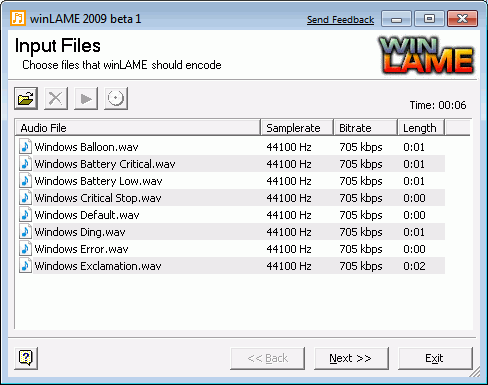 winLAME 2009 beta 1 Send Feedback
Input Files
Choose files that winLAME should encode
WIN
LAME
Time: 00:06
Audio File Samplerate Bitrate Length
Windows Balloon.wav 44100 Hz 705 kbps 0:01
Windows Battery Critical.wav 44100 Hz 705 kbps 0:01
Windows Battery Low.wav 44100 Hz 705 kbps 0:01
Windows Critical Stop.wav 44100 Hz 705 kbps 0:00
Windows Default.wav 44100 Hz 705 kbps 0:00
Windows Ding.wav 44100 Hz 705 kbps 0:01
Windows Error.wav 44100 Hz 705 kbps 0:00
Windows Exclamation.wav 44100 Hz 705 kbps 0:02
? << Back Next >> Exit